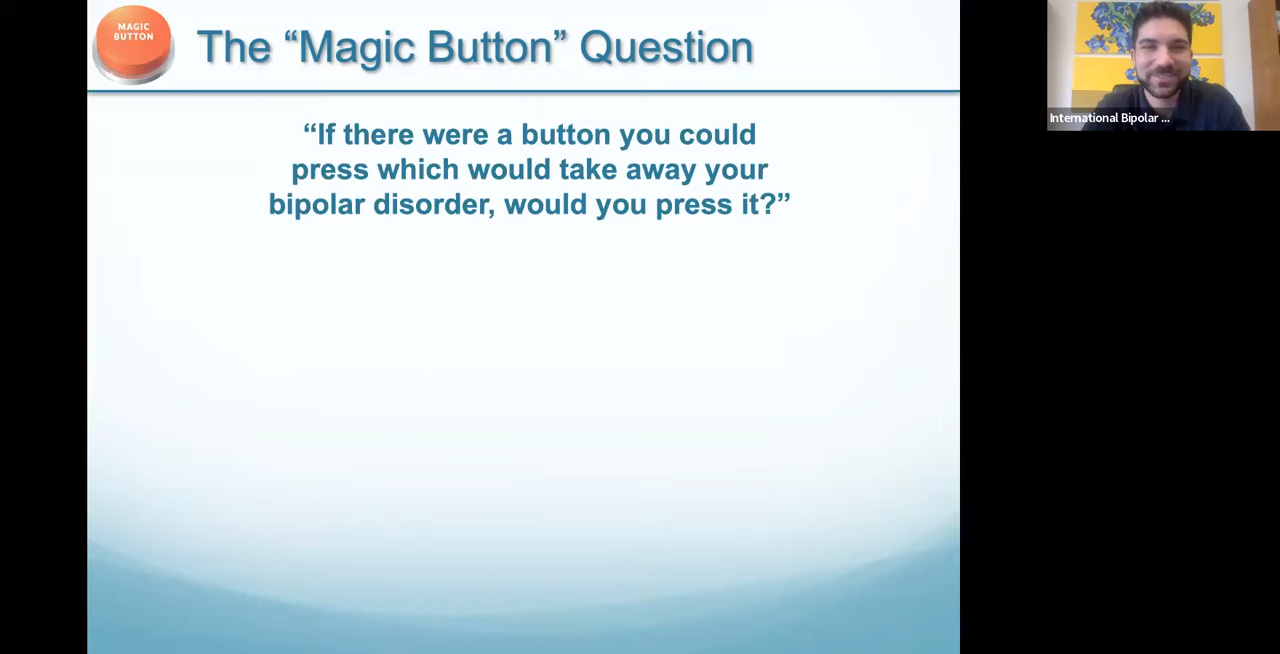 MAGIC
BUTTON
The “Magic Button” Question
“If there were a button you could
press which would take away your
bipolar disorder, would you press it?”
International Bipolar ...